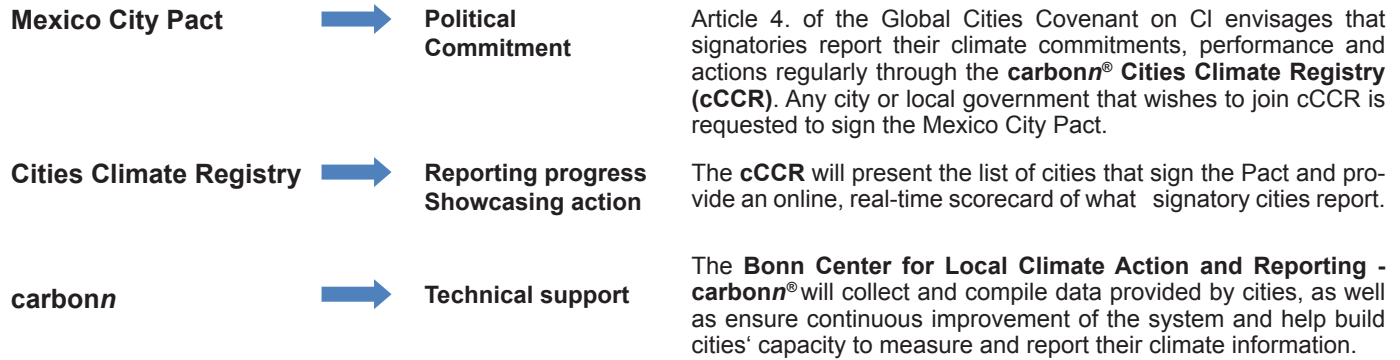 Mexico City Pact
Political
Commitment
Article 4. of the Global Cities Covenant on Cl envisages that
signatories report their climate commitments, performance and
actions regularly through the carbonn® Cities Climate Registry
(cCCR). Any city or local government that wishes to join cCCR is
requested to sign the Mexico City Pact.
Cities Climate Registry
Reporting progress
Showcasing action
The cCCR will present the list of cities that sign the Pact and pro-
vide an online, real-time scorecard of what signatory cities report.
carbonn
Technical support
The Bonn Center for Local Climate Action and Reporting -
carbonn® will collect and compile data provided by cities, as well
as ensure continuous improvement of the system and help build
cities‘ capacity to measure and report their climate information.